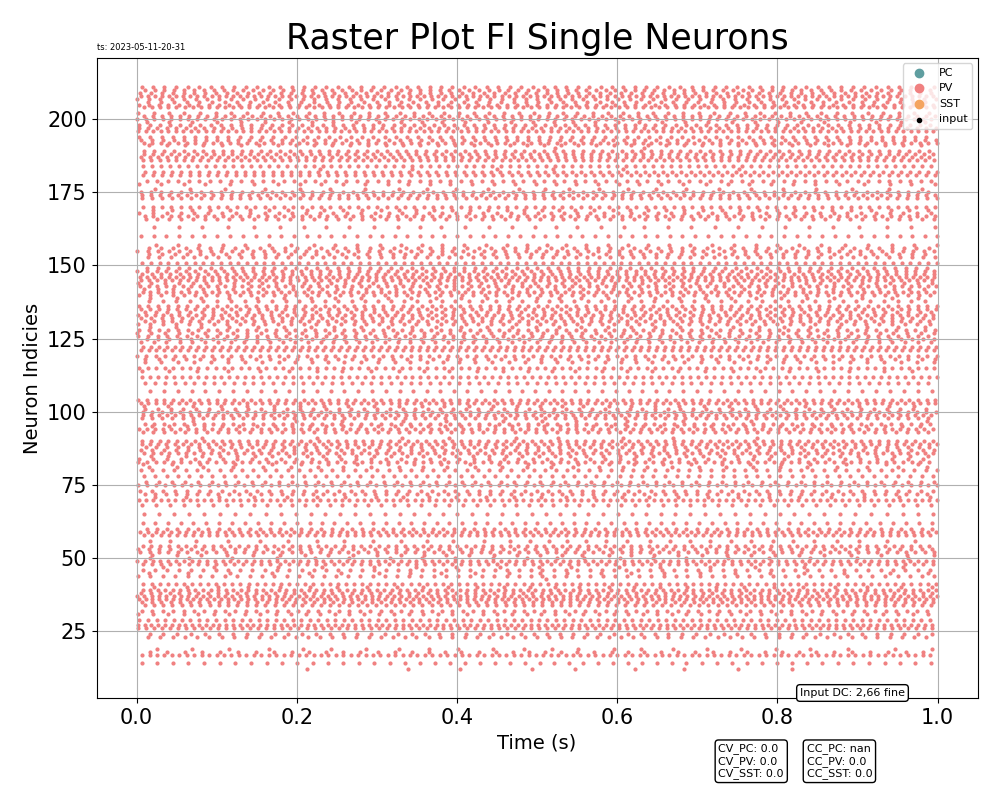 Raster Plot FI Single Neurons
ts: 2023-05-11-20-31
PC
PV
SST
input
200
175
150
125
100
75
50
25
Neuron Indicies
0.0 0.2 0.4 0.6 0.8 1.0
Time (s)
Input DC: 2,66 fine
CV_PC: 0.0
CV_PV: 0.0
CV_SST: 0.0
CC_PC: nan
CC_PV: 0.0
CC_SST: 0.0